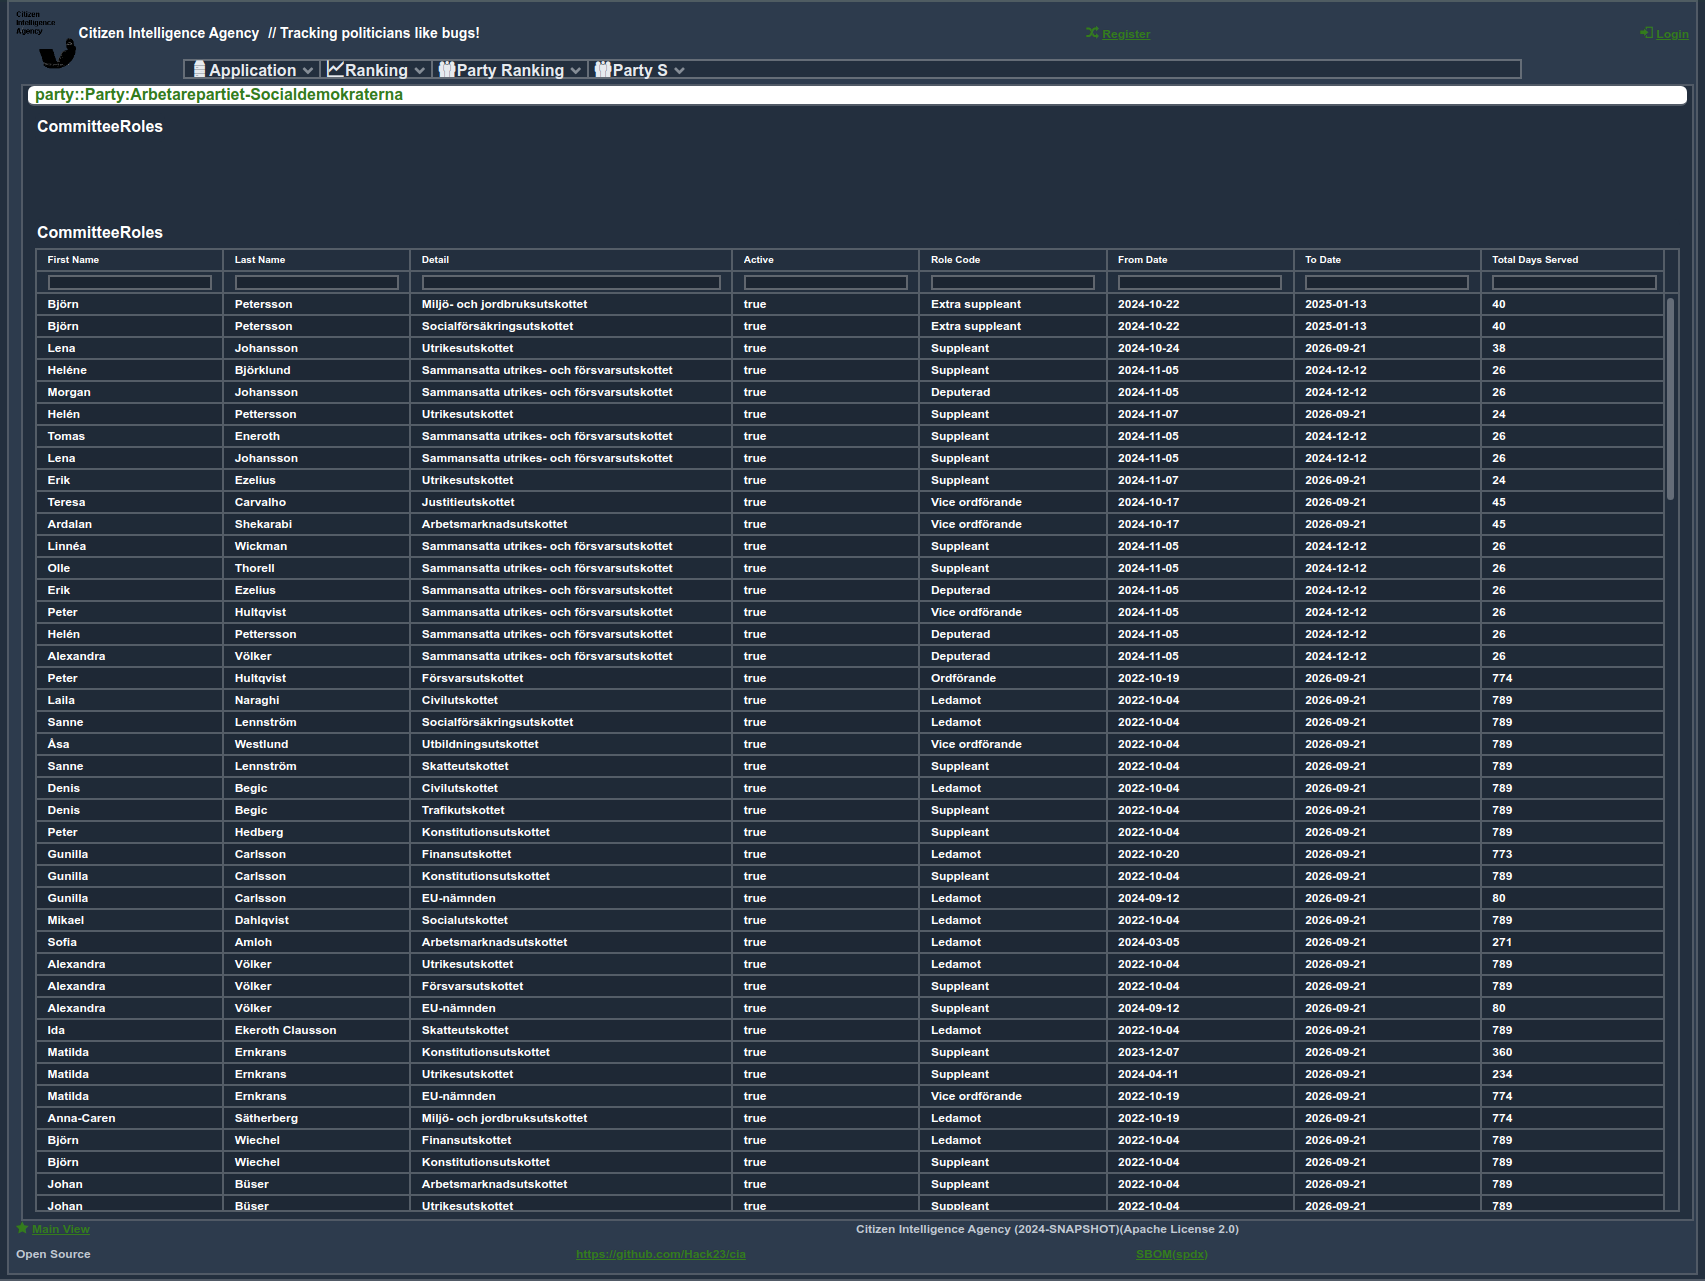 Citizen
Intelligence
Agency
Citizen Intelligence Agency // Tracking politicians like bugs!
Register
Login
Application Ranking Party Ranking Party S
party::Party:Arbetarepartiet-Socialdemokraterna
CommitteeRoles
CommitteeRoles
First Name Last Name Detail Active Role Code From Date To Date Total Days Served
Björn Petersson Miljö- och jordbruksutskottet true Extra suppleant 2024-10-22 2025-01-13 40
Björn Petersson Socialförsäkringsutskottet true Extra suppleant 2024-10-22 2025-01-13 40
Lena Johansson Utrikesutskottet true Suppleant 2024-10-24 2026-09-21 38
Heléne Björklund Sammansatta utrikes- och försvarsutskottet true Suppleant 2024-11-05 2024-12-12 26
Morgan Johansson Sammansatta utrikes- och försvarsutskottet true Deputerad 2024-11-05 2024-12-12 26
Helén Pettersson Utrikesutskottet true Suppleant 2024-11-07 2026-09-21 24
Tomas Eneroth Sammansatta utrikes- och försvarsutskottet true Suppleant 2024-11-05 2024-12-12 26
Lena Johansson Sammansatta utrikes- och försvarsutskottet true Suppleant 2024-11-05 2024-12-12 26
Erik Ezelius Utrikesutskottet true Suppleant 2024-11-07 2026-09-21 24
Teresa Carvalho Justitieutskottet true Vice ordförande 2024-10-17 2026-09-21 45
Ardalan Shekarabi Arbetsmarknadsutskottet true Vice ordförande 2024-10-17 2026-09-21 45
Linnéa Wickman Sammansatta utrikes- och försvarsutskottet true Suppleant 2024-11-05 2024-12-12 26
Olle Thorell Sammansatta utrikes- och försvarsutskottet true Suppleant 2024-11-05 2024-12-12 26
Erik Ezelius Sammansatta utrikes- och försvarsutskottet true Deputerad 2024-11-05 2024-12-12 26
Peter Hultqvist Sammansatta utrikes- och försvarsutskottet true Vice ordförande 2024-11-05 2024-12-12 26
Helén Pettersson Sammansatta utrikes- och försvarsutskottet true Deputerad 2024-11-05 2024-12-12 26
Alexandra Völker Sammansatta utrikes- och försvarsutskottet true Deputerad 2024-11-05 2024-12-12 26
Peter Hultqvist Försvarsutskottet true Ordförande 2022-10-19 2026-09-21 774
Laila Naraghi Civilutskottet true Ledamot 2022-10-04 2026-09-21 789
Sanne Lennström Socialförsäkringsutskottet true Ledamot 2022-10-04 2026-09-21 789
Åsa Westlund Utbildningsutskottet true Vice ordförande 2022-10-04 2026-09-21 789
Sanne Lennström Skatteutskottet true Suppleant 2022-10-04 2026-09-21 789
Denis Begic Civilutskottet true Ledamot 2022-10-04 2026-09-21 789
Denis Begic Trafikutskottet true Suppleant 2022-10-04 2026-09-21 789
Peter Hedberg Konstitutionsutskottet true Suppleant 2022-10-04 2026-09-21 789
Gunilla Carlsson Finansutskottet true Ledamot 2022-10-20 2026-09-21 773
Gunilla Carlsson Konstitutionsutskottet true Suppleant 2022-10-04 2026-09-21 789
Gunilla Carlsson EU-nämnden true Ledamot 2024-09-12 2026-09-21 80
Mikael Dahlqvist Socialutskottet true Ledamot 2022-10-04 2026-09-21 789
Sofia Amloh Arbetsmarknadsutskottet true Ledamot 2024-03-05 2026-09-21 271
Alexandra Völker Utrikesutskottet true Ledamot 2022-10-04 2026-09-21 789
Alexandra Völker Försvarsutskottet true Suppleant 2022-10-04 2026-09-21 789
Alexandra Völker EU-nämnden true Suppleant 2024-09-12 2026-09-21 80
Ida Ekeroth Clausson Skatteutskottet true Ledamot 2022-10-04 2026-09-21 789
Matilda Ernkrans Konstitutionsutskottet true Suppleant 2023-12-07 2026-09-21 360
Matilda Ernkrans Utrikesutskottet true Suppleant 2024-04-11 2026-09-21 234
Matilda Ernkrans EU-nämnden true Vice ordförande 2022-10-19 2026-09-21 774
Anna-Caren Sätherberg Miljö- och jordbruksutskottet true Ledamot 2022-10-19 2026-09-21 774
Björn Wiechel Finansutskottet true Ledamot 2022-10-04 2026-09-21 789
Björn Wiechel Konstitutionsutskottet true Suppleant 2022-10-04 2026-09-21 789
Johan Büser Arbetsmarknadsutskottet true Suppleant 2022-10-04 2026-09-21 789
Johan Büser Utrikesutskottet true Suppleant 2022-10-04 2026-09-21 789
Main View Citizen Intelligence Agency (2024-SNAPSHOT)(Apache License 2.0)
Open Source https://github.com/Hack23/cia SBOM(spdx)